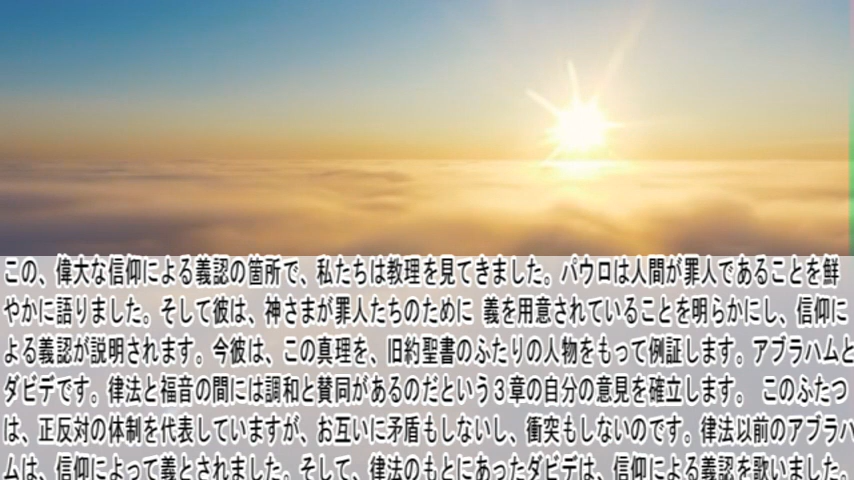 この、偉大な信仰による義認の箇所で、私たちは教理を見てきました。パウロは人間が罪人であることを鮮
やかに語りました。そして彼は、神さまが罪人たちのために 義を用意されていることを明らかにし、信仰に
よる義認が説明されます。今彼は、この真理を、旧約聖書のふたりの人物をもって例証します。アブラハムと
ダビデです。律法と福音の間には調和と賛同があるのだという３章の自分の意見を確立します。 このふたつ
は、正反対の体制を代表していますが、お互いに矛盾もしないし、衝突もしないのです。律法以前のアブラハ
ムは、信仰によって義とされました。そして、律法のもとにあったダビデは、信仰による義認を歌いました。